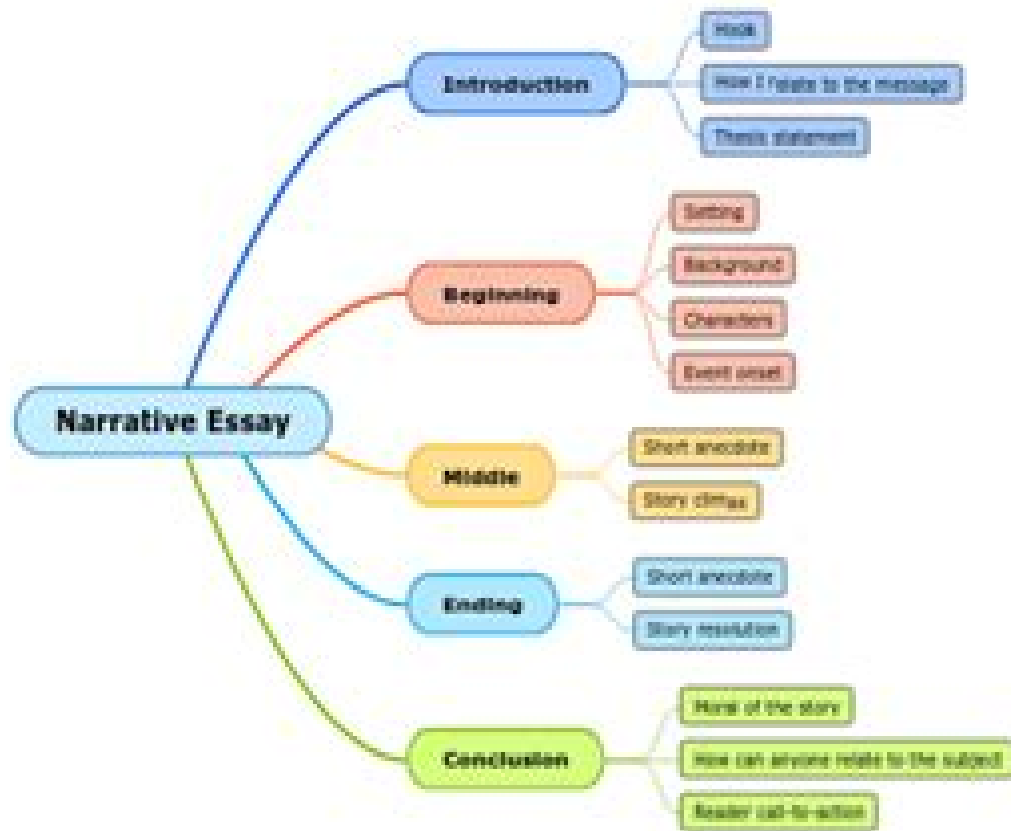 Hook
Introduction
How I relate to the message
Thesis statement
Setting
Background
Beginning
Characters
Event onset
Narrative Essay
Short anecdote
Middle
Story climax
Short anecdote
Ending
Story resolution
Moral of the story
Conclusion
How can anyone relate to the subject
Reader call-to-action